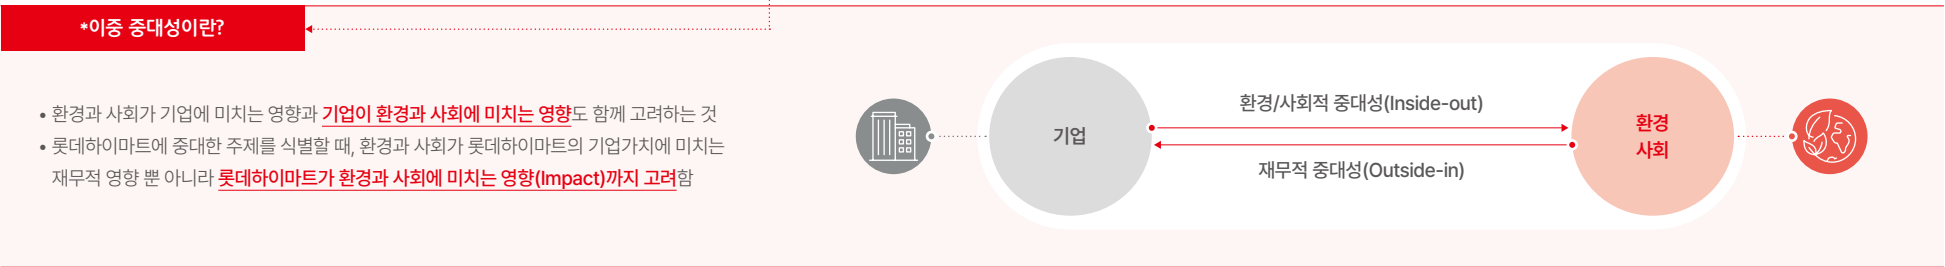 *이중 중대성이란?
• 환경과 사회가 기업에 미치는 영향과 기업이 환경과 사회에 미치는 영향도 함께 고려하는 것
• 롯데하이마트에 중대한 주제를 식별할 때, 환경과 사회가 롯데하이마트의 기업가치에 미치는
재무적 영향 뿐 아니라 롯데하이마트가 환경과 사회에 미치는 영향(Impact)까지 고려함
기업
환경/사회적 중대성(Inside-out)
재무적 중대성(Outside-in)
환경
사회